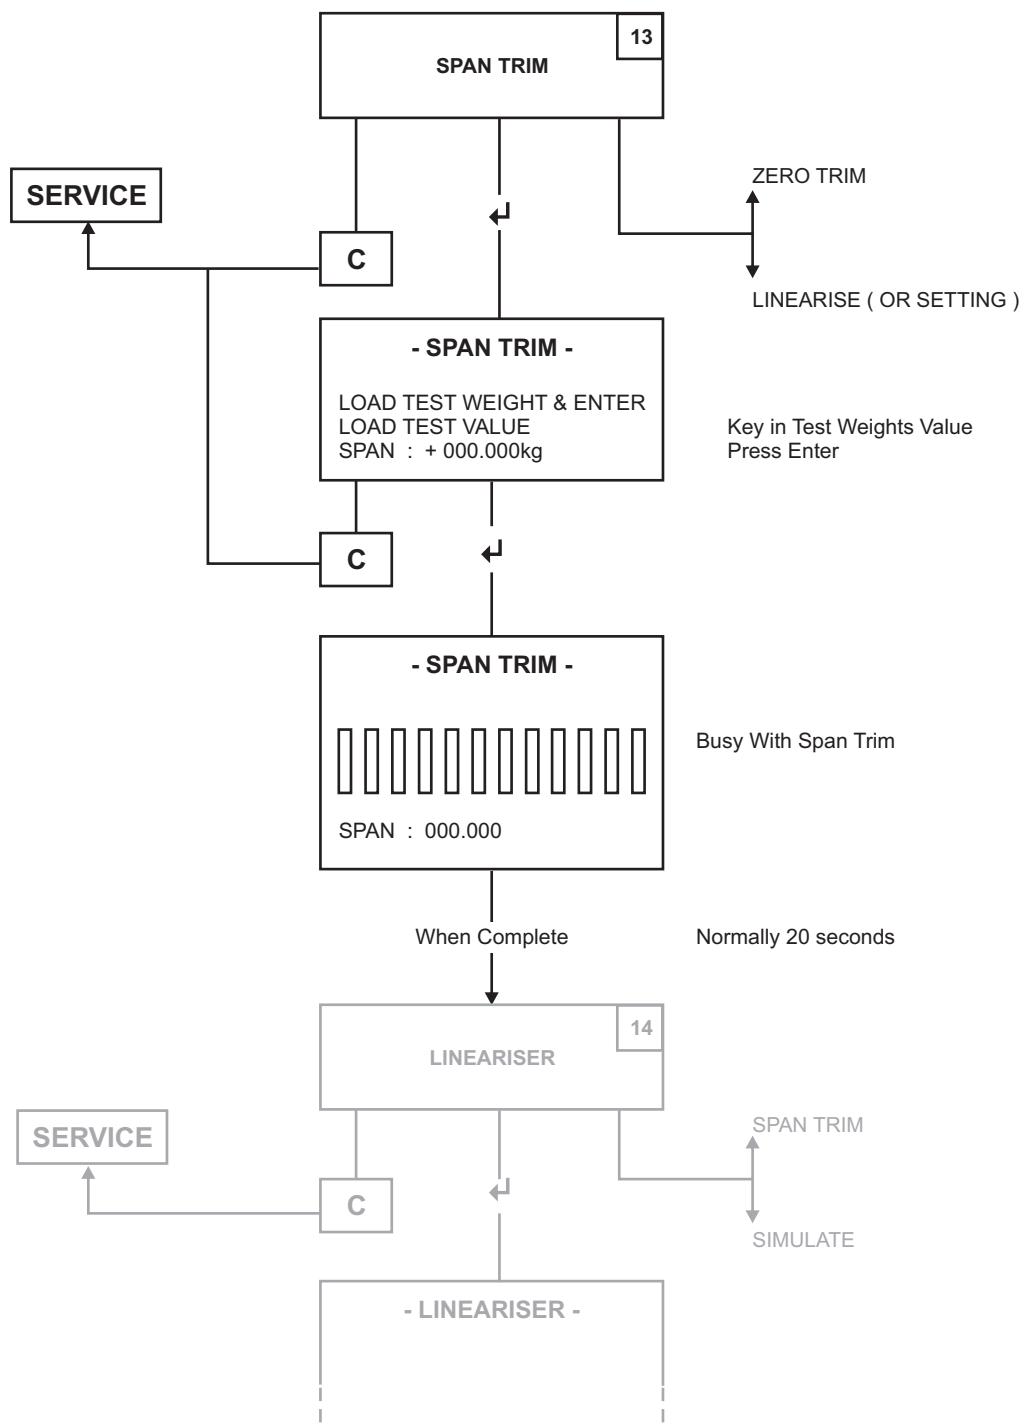 13
SPAN TRIM
ZERO TRIM
SERVICE
C
LINEARISE ( OR SETTING )
- SPAN TRIM -
LOAD TEST WEIGHT & ENTER
LOAD TEST VALUE
SPAN : + 000.000kg
Key in Test Weights Value
Press Enter
C
- SPAN TRIM -
Busy With Span Trim
SPAN : 000.000
When Complete
Normally 20 seconds
14
LINEARISER
SPAN TRIM
SERVICE
C
SIMULATE
- LINEARISER -